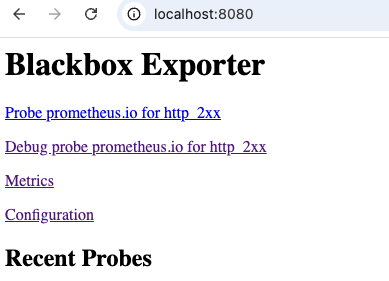 localhost:8080
Blackbox Exporter
Probe prometheus.io for http_2xx
Debug probe prometheus.io for http_2xx
Metrics
Configuration
Recent Probes